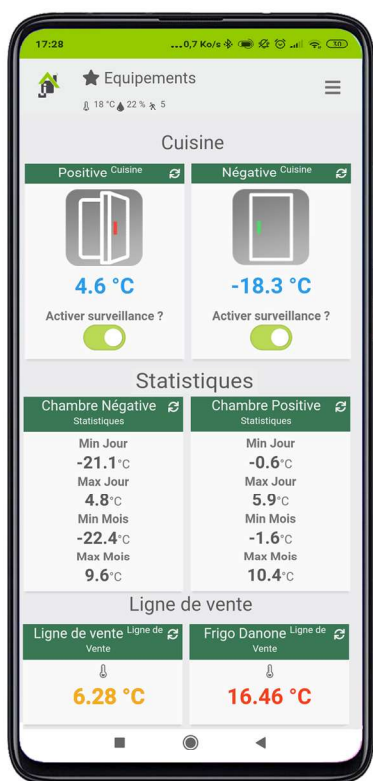 17:28
...0,7 Ko/s
30
Equipements
18 °C 22 % 5
Cuisine
Positive Cuisine
Négative Cuisine
4.6 °C
-18.3 °C
Activer surveillance ?
Activer surveillance ?
Statistiques
Chambre Négative
Statistiques
Chambre Positive
Statistiques
Min Jour
-21.1°C
Max Jour
4.8°C
Min Mois
-22.4°C
Max Mois
9.6°C
Min Jour
-0.6°C
Max Jour
5.9°C
Min Mois
-1.6°C
Max Mois
10.4°C
Ligne de vente
Ligne de vente Ligne de
Vente
Frigo Danone Ligne de
Vente
6.28 °C
16.46 °C